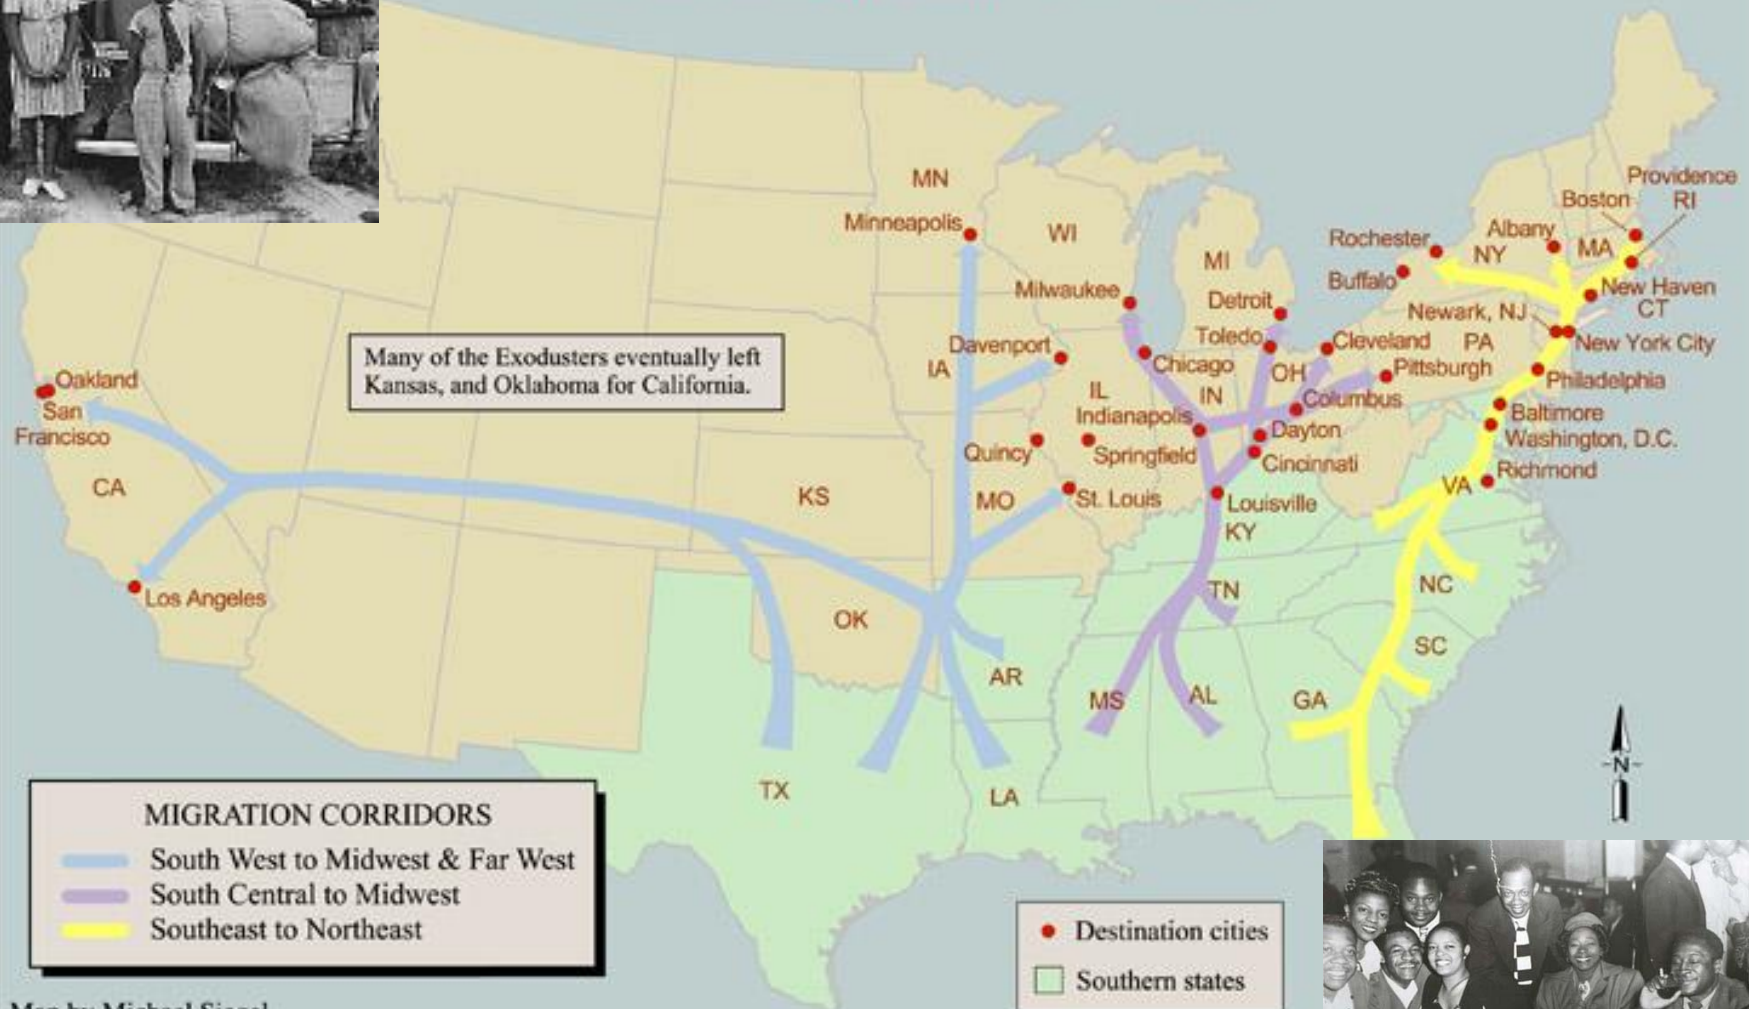 MN
Minneapolis
WI
MI
Milwaukee
Detroit
Toledo
Davenport
IA
Chicago
IL
IN
OH
Cleveland
Pittsburgh
Columbus
Indianapolis
Dayton
Cincinnati
Quincy
Springfield
MO
St. Louis
Louisville
KY
KS
Providence
RI
Boston
Albany
Rochester
NY
MA
Buffalo
New Haven
CT
Newark, NJ
PA
New York City
Philadelphia
Baltimore
Washington, D.C.
Richmond
VA
Many of the Exodusters eventually left
Kansas, and Oklahoma for California.
Oakland
San
Francisco
CA
Los Angeles
OK
TN
NC
SC
AR
MS
AL
GA
TX
LA
N
MIGRATION CORRIDORS
South West to Midwest & Far West
South Central to Midwest
Southeast to Northeast
Destination cities
Southern states
Map by Michael Siegel